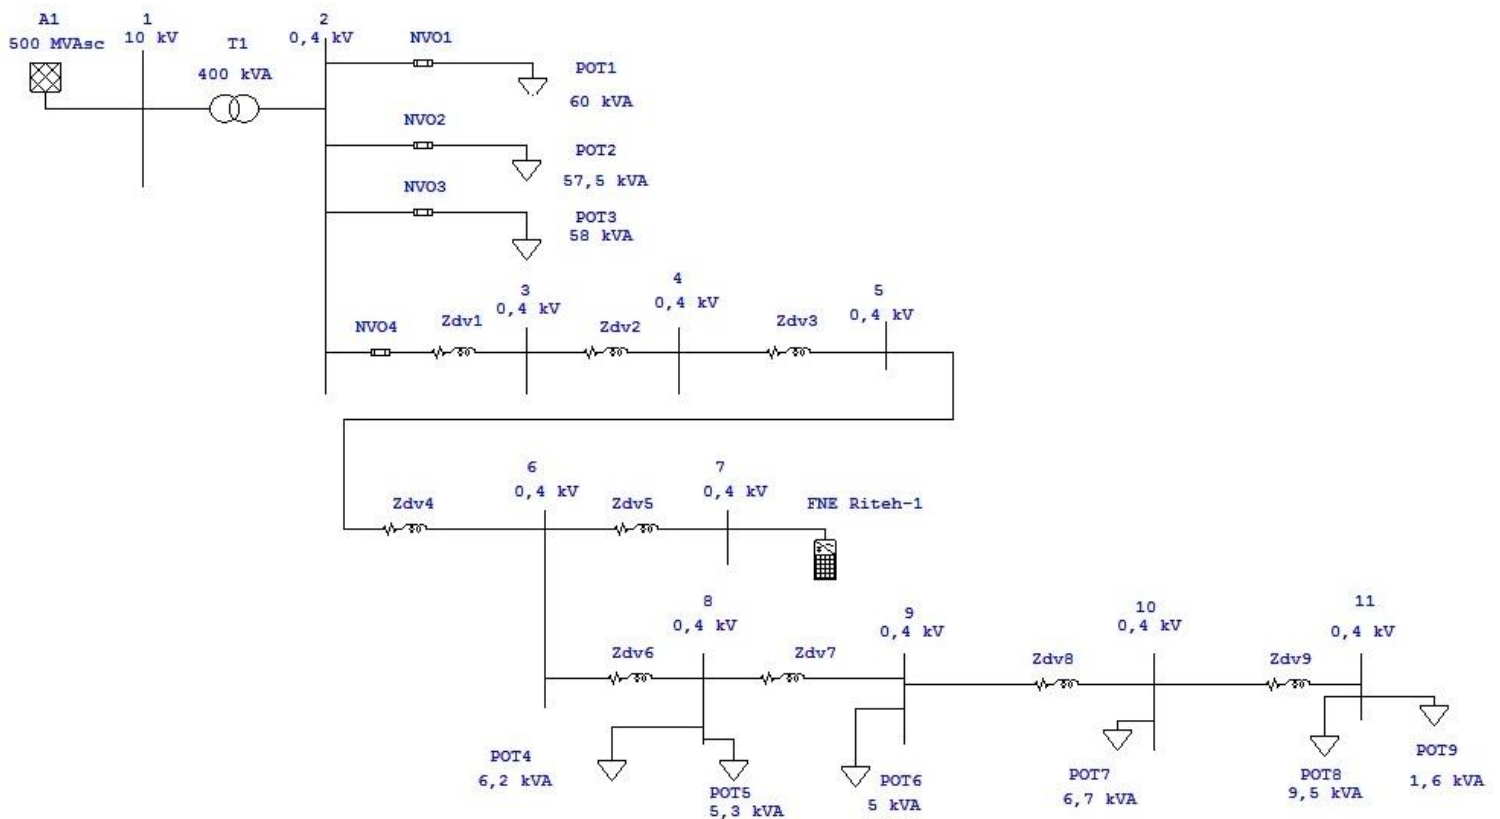 A1
500 MVAsc
1
10 kV
T1
400 kVA
2
0,4 kV
NVO1
POT1
60 kVA
NVO2
POT2
57,5 kVA
NVO3
POT3
58 kVA
NVO4
Zdv1
3
0,4 kV
Zdv2
4
0,4 kV
Zdv3
5
0,4 kV
Zdv4
6
0,4 kV
Zdv5
7
0,4 kV
FNE Riteh-1
Zdv6
8
0,4 kV
Zdv7
9
0,4 kV
Zdv8
10
0,4 kV
Zdv9
11
0,4 kV
POT4
6,2 kVA
POT5
5,3 kVA
POT6
5 kVA
POT7
6,7 kVA
POT8
9,5 kVA
POT9
1,6 kVA